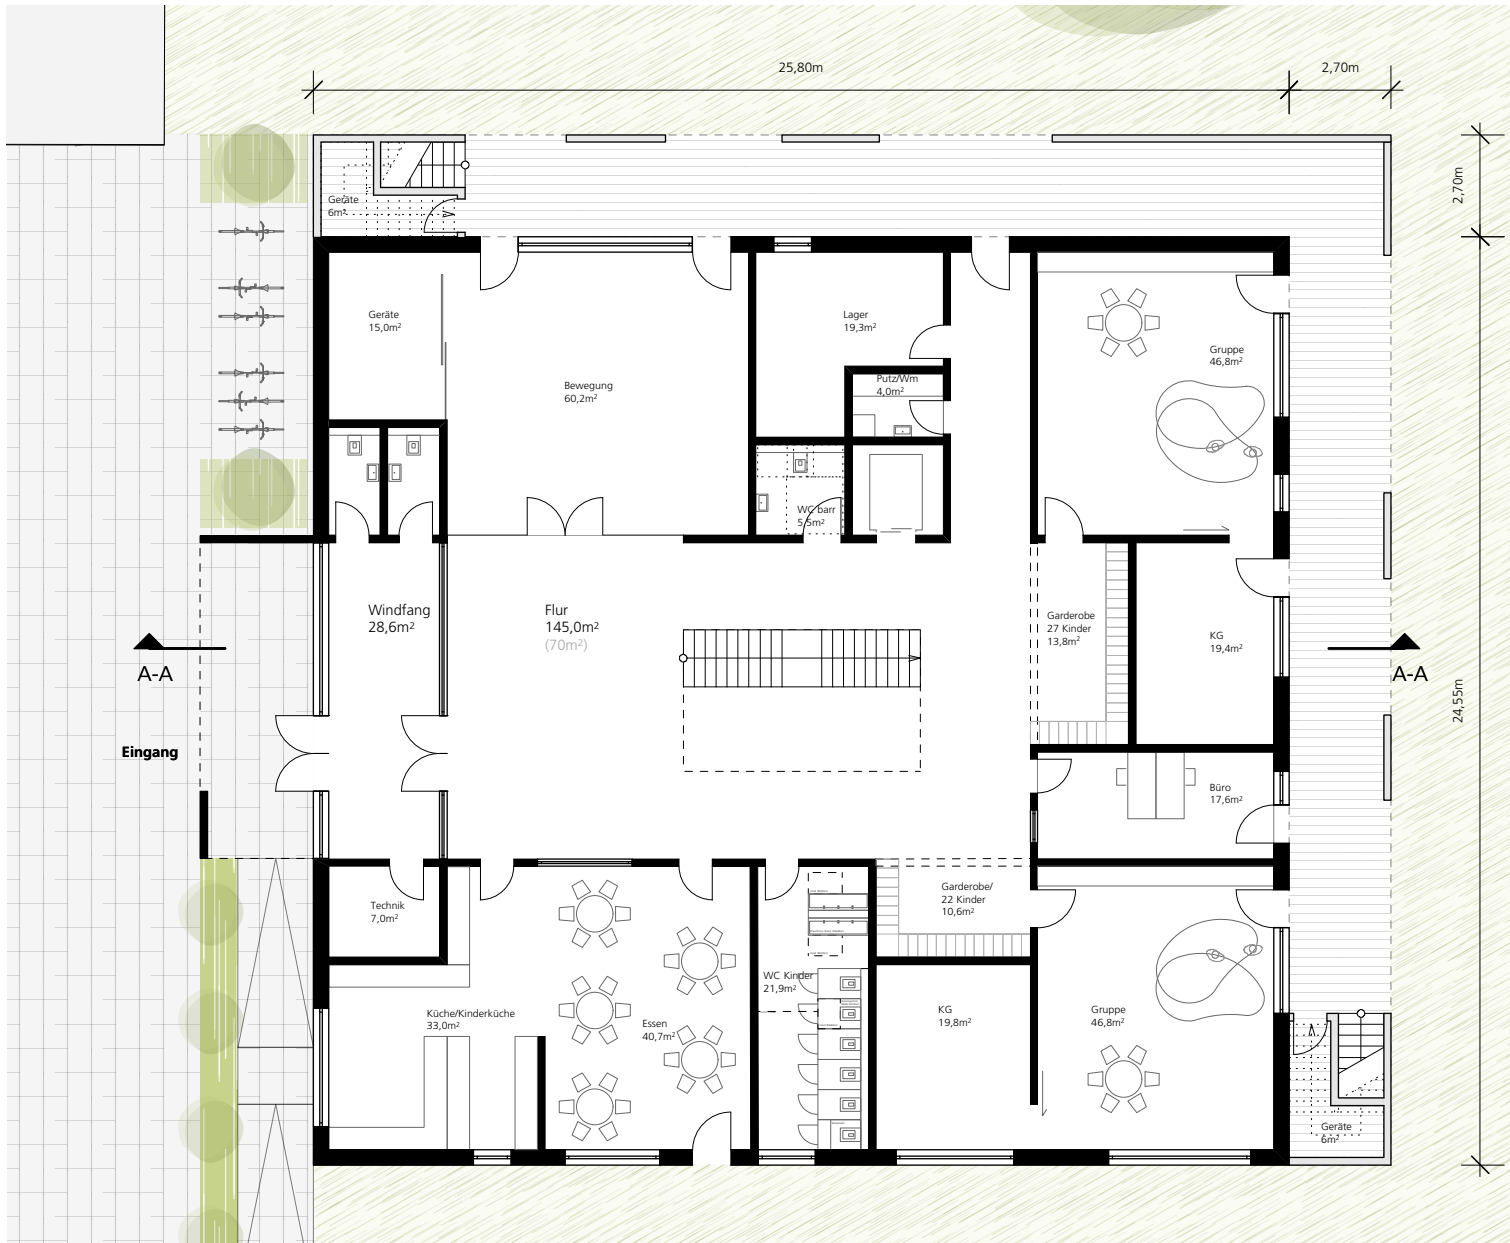 25,80m
2,70m
2,70m
Geräte
6m²
Geräte
15,0m²
Bewegung
60,2m²
Lager
19,3m²
Putz/Wm
4,0m²
Gruppe
46,8m²
WC barr
5,5m²
Windfang
28,6m²
Flur
145,0m²
(70m²)
Garderobe
27 Kinder
13,8m²
KG
19,4m²
A-A
A-A
24,55m
Eingang
Büro
17,6m²
Technik
7,0m²
Garderobe/
22 Kinder
10,6m²
WC Kinder
21,9m²
Küche/Kinderküche
33,0m²
Essen
40,7m²
KG
19,8m²
Gruppe
46,8m²
Geräte
6m²